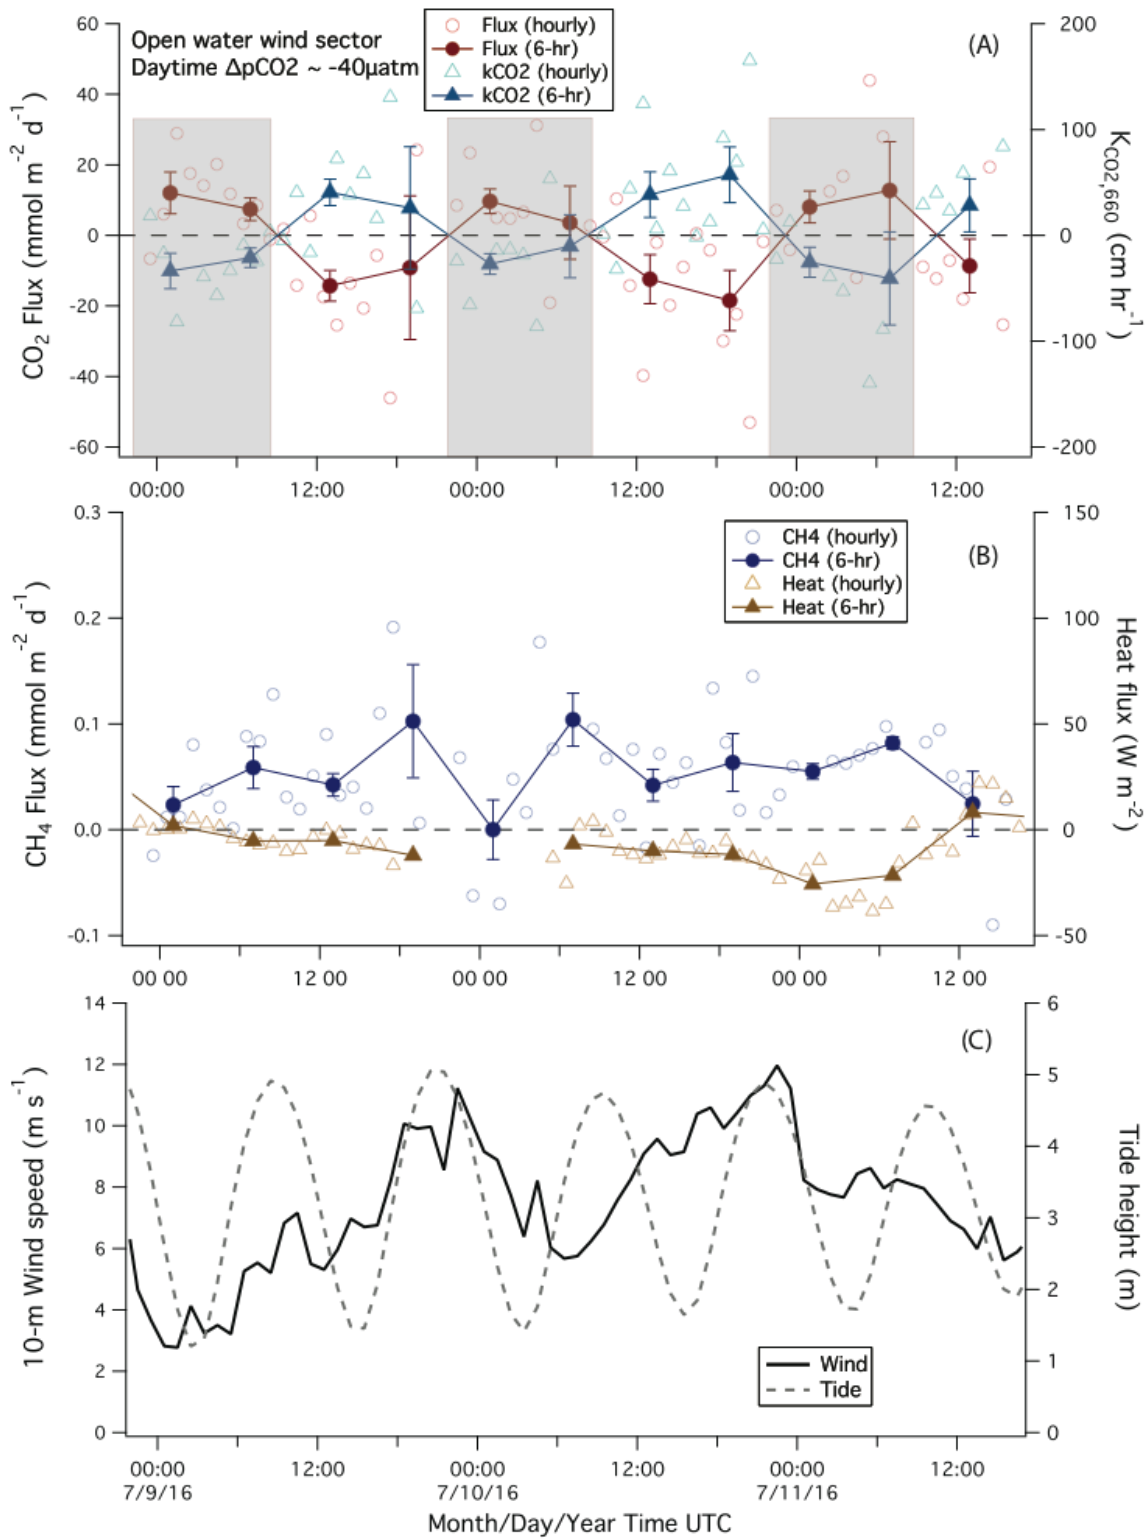 60
40
20
0
-20
-40
-60
CO2 Flux (mmol m-2 d-1)
Open water wind sector
Daytime ΔpCO2 ~ -40µatm
Flux (hourly)
Flux (6-hr)
kCO2 (hourly)
kCO2 (6-hr)
(A)
200
100
0
-100
-200
KCO2,660 (cm hr-1)
00:00
12:00
00:00
12:00
00:00
12:00
0.3
0.2
0.1
0.0
-0.1
CH4 Flux (mmol m-2 d-1)
CH4 (hourly)
CH4 (6-hr)
Heat (hourly)
Heat (6-hr)
(B)
150
100
50
0
-50
Heat flux (W m-2)
00 00
12 00
00 00
12 00
00 00
12 00
14
12
10
8
6
4
2
0
10-m Wind speed (m s-1)
(C)
Wind
Tide
6
5
4
3
2
1
0
Tide height (m)
00:00
12:00
00:00
12:00
00:00
12:00
7/9/16
7/10/16
7/11/16
Month/Day/Year Time UTC